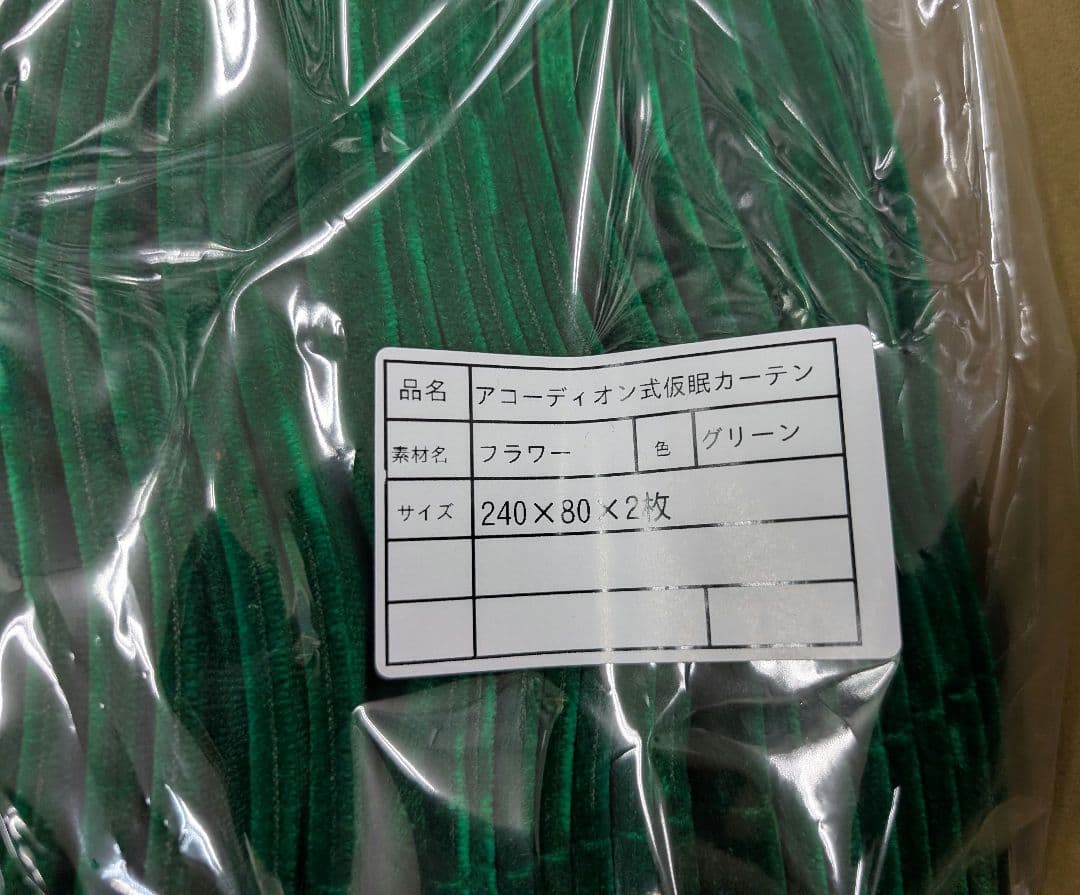 品名 アコーディオン式仮眠カーテン
素材名 フラワー 色 グリーン
サイズ 240×80×2枚